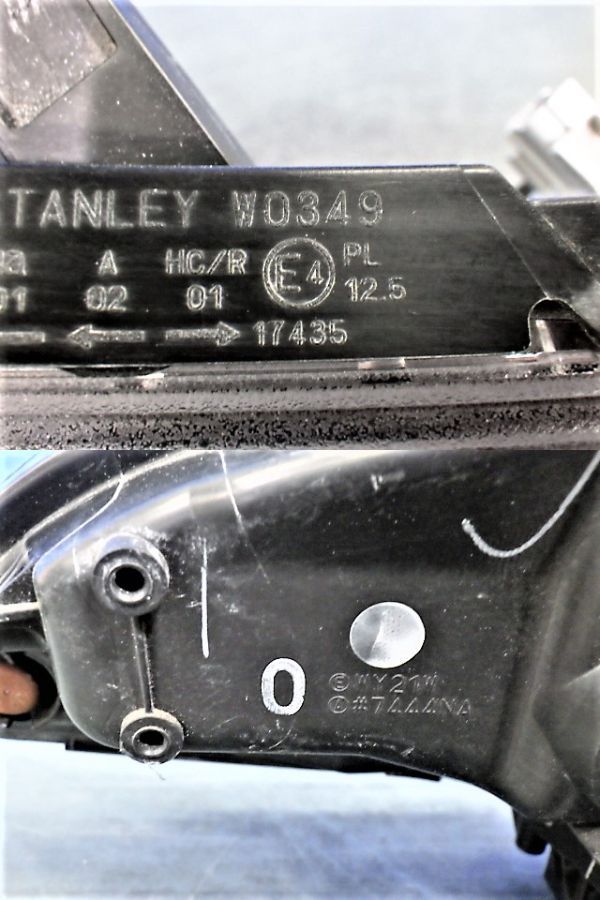 TANLEY W0349
a A HC/R E4 PL
01 02 01 12.5
17435
0
S WY21W
A #7444NA